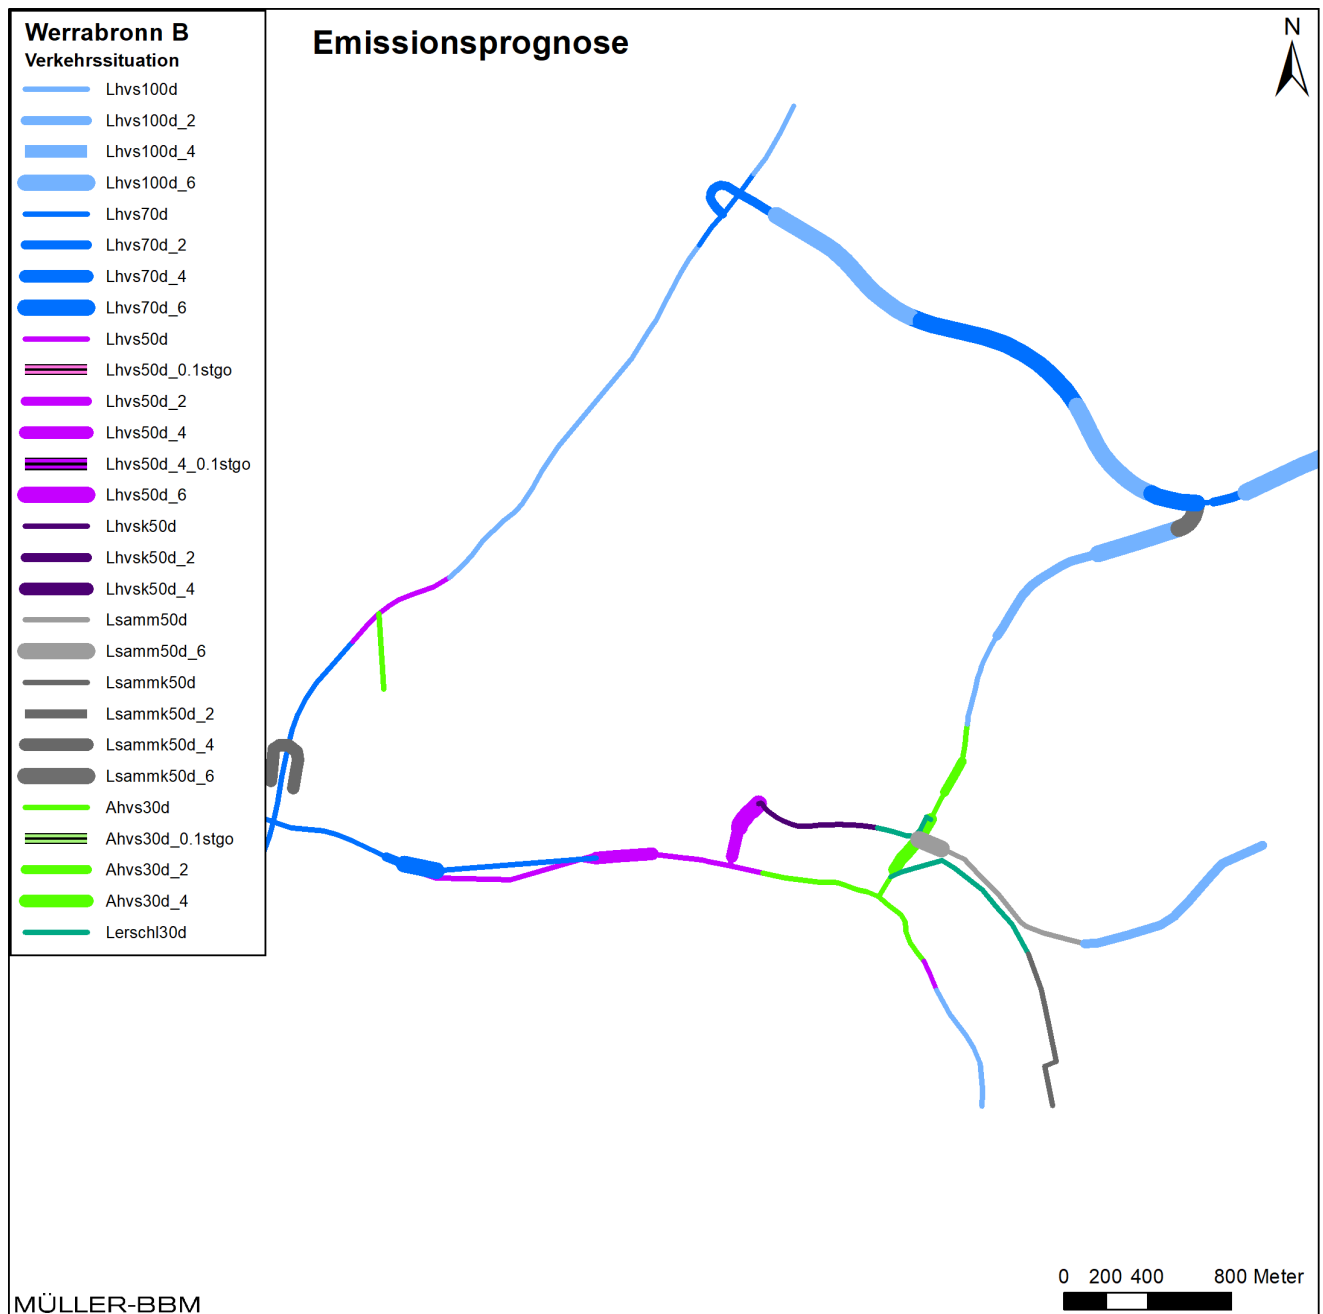 Werrabronn B
Verkehrssituation
Lhvs100d
Lhvs100d_2
Lhvs100d_4
Lhvs100d_6
Lhvs70d
Lhvs70d_2
Lhvs70d_4
Lhvs70d_6
Lhvs50d
Lhvs50d_0.1stgo
Lhvs50d_2
Lhvs50d_4
Lhvs50d_4_0.1stgo
Lhvs50d_6
Lhvsk50d
Lhvsk50d_2
Lhvsk50d_4
Lsamm50d
Lsamm50d_6
Lsammk50d
Lsammk50d_2
Lsammk50d_4
Lsammk50d_6
Ahvs30d
Ahvs30d_0.1stgo
Ahvs30d_2
Ahvs30d_4
Lerschl30d
Emissionsprognose
N
0 200 400 800 Meter
MÜLLER-BBM